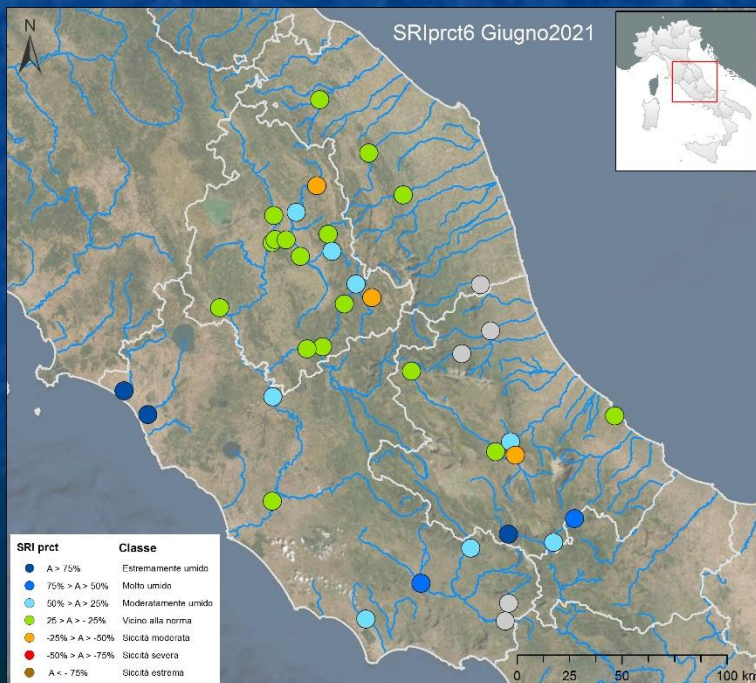 SRIprct6 Giugno2021
N
SRI prct Classe
A > 75% Estremamente umido
75% > A > 50% Molto umido
50% > A > 25% Moderatamente umido
25 > A > - 25% Vicino alla norma
-25% > A > -50% Siccità moderata
-50% > A > -75% Siccità severa
A < - 75% Siccità estrema
0 25 50 100 km